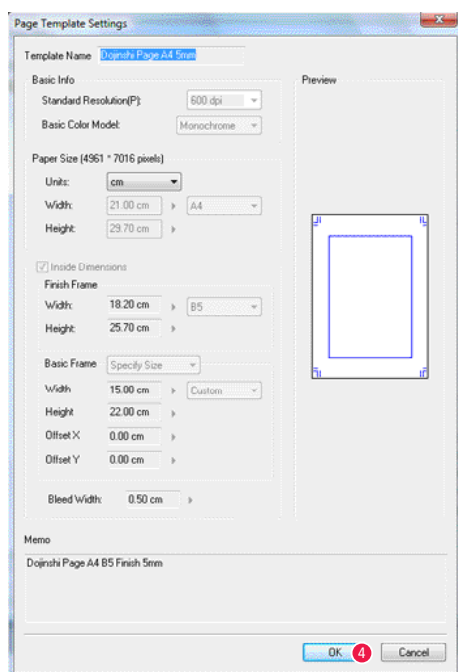 Page Template Settings
Template Name Dojinshi Page A4 5mm
Basic Info
Preview
Standard Resolution(P): 600 dpi
Basic Color Model: Monochrome
Paper Size (4961 * 7016 pixels)
Units: cm
Width: 21.00 cm A4
Height: 29.70 cm
Inside Dimensions
Finish Frame
Width: 18.20 cm B5
Height: 25.70 cm
Basic Frame Specify Size
Width 15.00 cm Custom
Height 22.00 cm
Offset X 0.00 cm
Offset Y 0.00 cm
Bleed Width: 0.50 cm
Memo
Dojinshi Page A4 B5 Finish 5mm
OK 4 Cancel